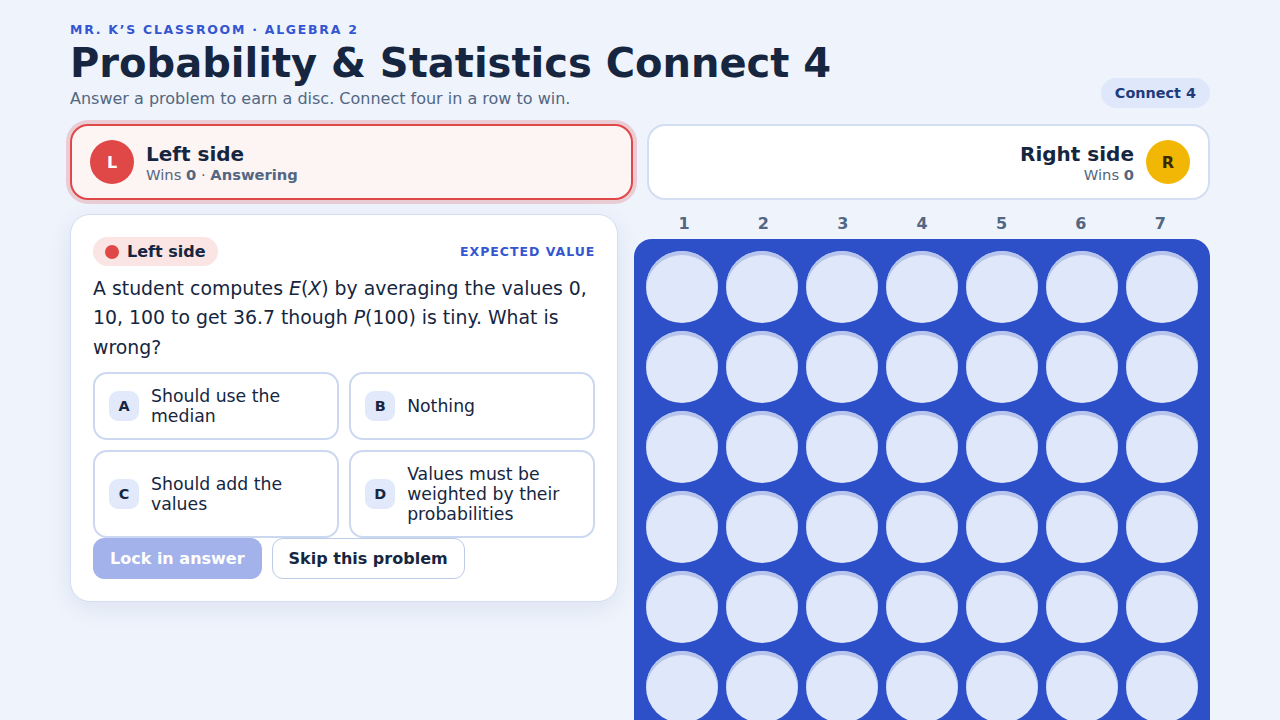 MR. K’S CLASSROOM · ALGEBRA 2
Probability & Statistics Connect 4
Answer a problem to earn a disc. Connect four in a row to win.
Connect 4
L
Left side
Wins 0 · Answering
Right side
Wins 0
R
Left side
EXPECTED VALUE
A student computes E(X) by averaging the values 0,
10, 100 to get 36.7 though P(100) is tiny. What is
wrong?
A
Should use the
median
B
Nothing
C
Should add the
values
D
Values must be
weighted by their
probabilities
Lock in answer
Skip this problem
1 2 3 4 5 6 7